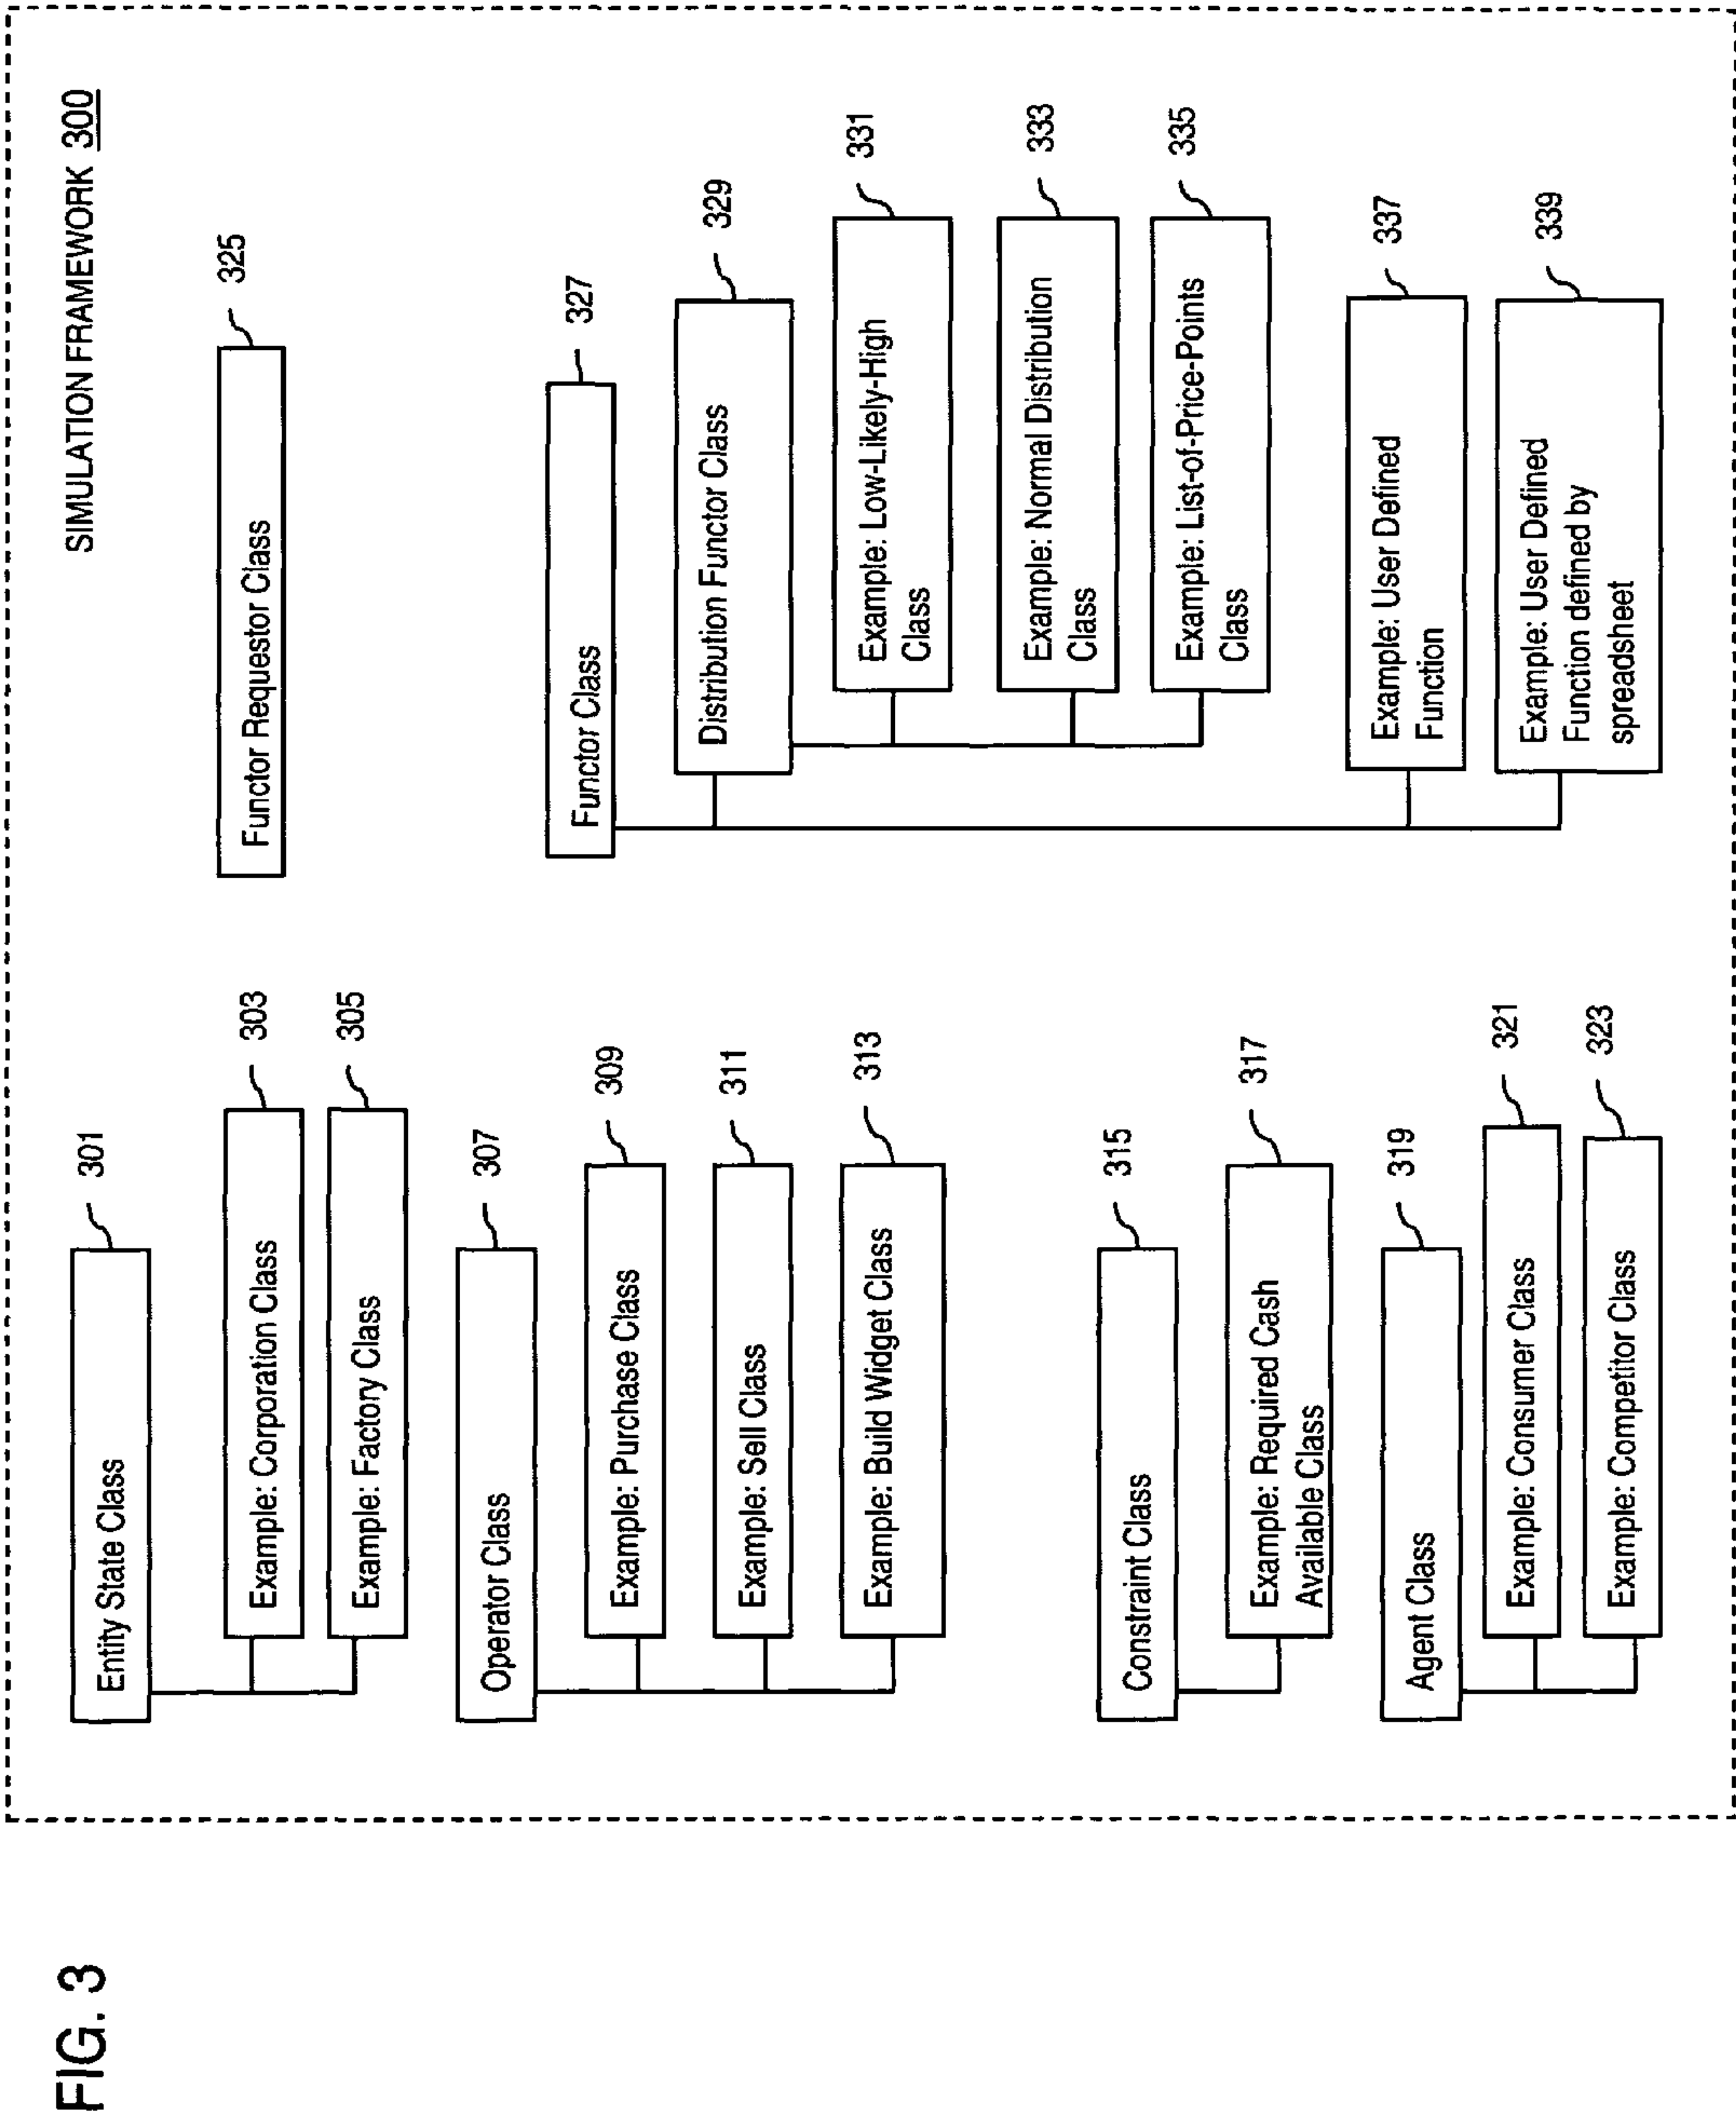 FIG. 3
SIMULATION FRAMEWORK 300
Entity State Class
301
Example: Corporation Class
303
Example: Factory Class
305
Operator Class
307
Example: Purchase Class
309
Example: Sell Class
311
Example: Build Widget Class
313
Constraint Class
315
Example: Required Cash
Available Class
317
Agent Class
319
Example: Consumer Class
321
Example: Competitor Class
323
Functor Requestor Class
325
Functor Class
327
Distribution Functor Class
329
Example: Low-Likely-High
Class
331
Example: Normal Distribution
Class
333
Example: List-of-Price-Points
Class
335
Example: User Defined
Function
337
Example: User Defined
Function defined by
spreadsheet
339